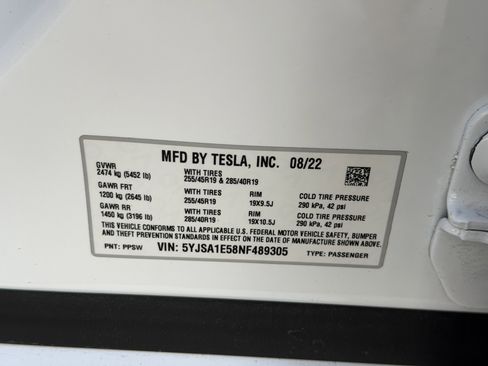 MFD BY TESLA, INC. 08/22
GVWR
2474 kg (5452 lb)
WITH TIRES
255/45R19 & 285/40R19
GAWR FRT
1200 kg (2645 lb)
WITH TIRES
255/45R19
RIM
19X9.5J
COLD TIRE PRESSURE
290 kPa, 42 psi
GAWR RR
1450 kg (3196 lb)
WITH TIRES
285/40R19
RIM
19X10.5J
COLD TIRE PRESSURE
290 kPa, 42 psi
THIS VEHICLE CONFORMS TO ALL APPLICABLE U.S. FEDERAL MOTOR VEHICLE SAFETY, BUMPER
AND THEFT PREVENTION STANDARDS IN EFFECT ON THE DATE OF MANUFACTURE SHOWN ABOVE.
PNT: PPSW VIN: 5YJSA1E58NF489305 TYPE: PASSENGER